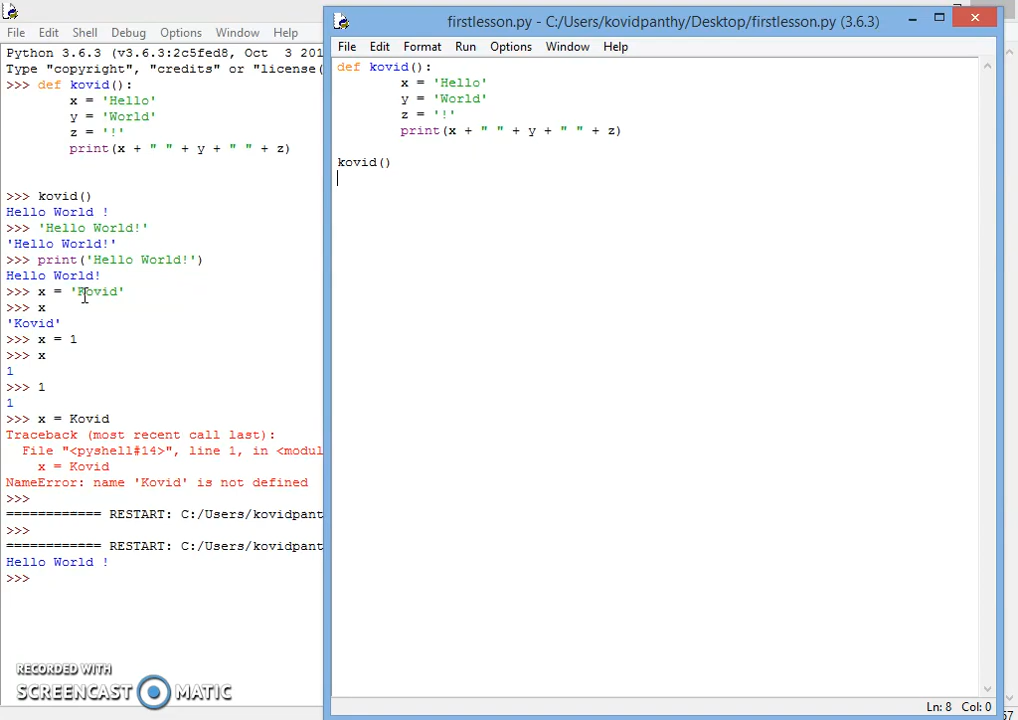 File Edit Shell Debug Options Window Help
Python 3.6.3 (v3.6.3:2c5fed8, Oct  3 201
Type "copyright", "credits" or "license(
>>> def kovid():
        x = 'Hello'
        y = 'World'
        z = '!'
        print(x + " " + y + " " + z)
>>> kovid()
Hello World !
>>> 'Hello World!'
'Hello World!'
>>> print('Hello World!')
Hello World!
>>> x = 'Kovid'
>>> x
'Kovid'
>>> x = 1
>>> x
1
>>> 1
1
>>> x = Kovid
Traceback (most recent call last):
  File "<pyshell#14>", line 1, in <modul
    x = Kovid
NameError: name 'Kovid' is not defined
>>>
============ RESTART: C:/Users/kovidpant
>>>
============ RESTART: C:/Users/kovidpant
Hello World !
>>>
RECORDED WITH
SCREENCAST MATIC
firstlesson.py - C:/Users/kovidpanthy/Desktop/firstlesson.py (3.6.3)
File Edit Format Run Options Window Help
def kovid():
        x = 'Hello'
        y = 'World'
        z = '!'
        print(x + " " + y + " " + z)
kovid()
Ln: 8 Col: 0